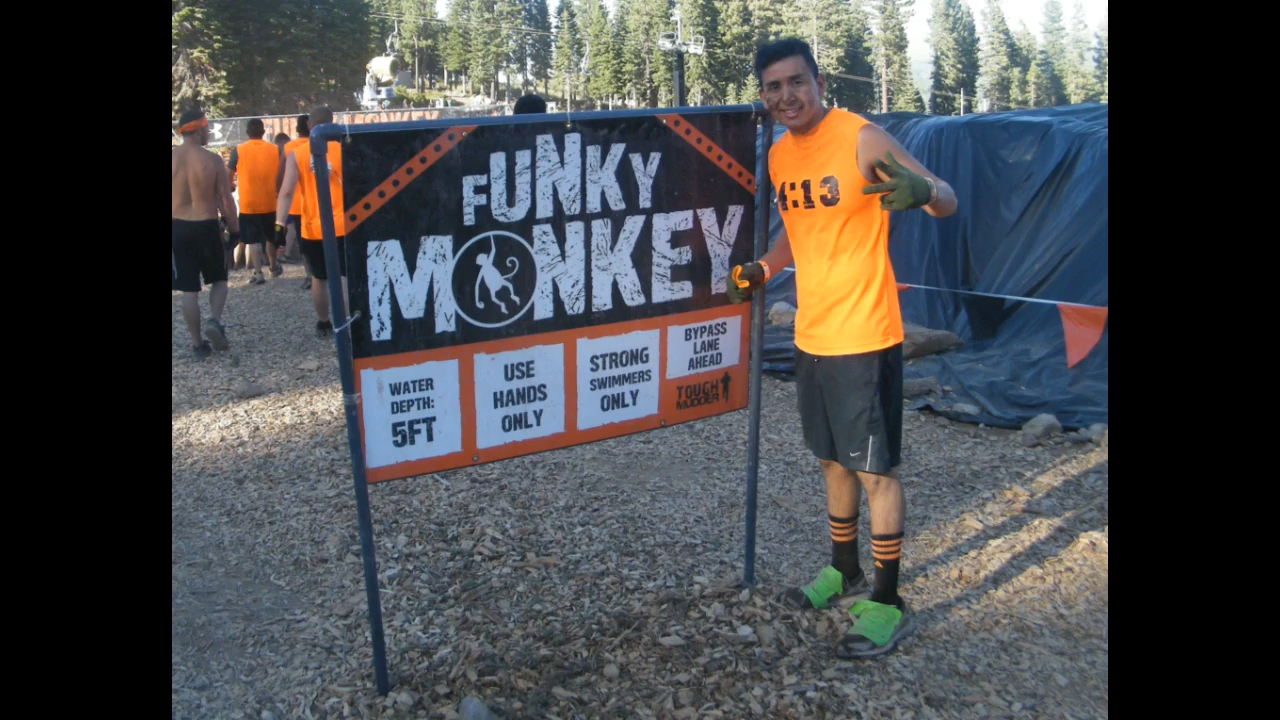 FUNKY
MONKEY
WATER
DEPTH:
5FT
USE
HANDS
ONLY
STRONG
SWIMMERS
ONLY
BYPASS
LANE
AHEAD
TOUGH
MUDDER
4:13